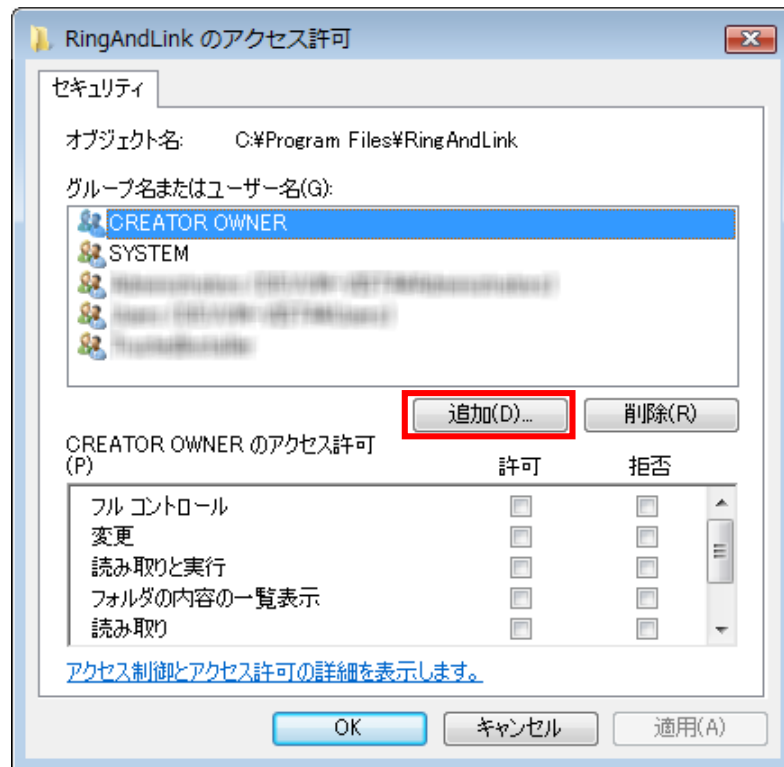 RingAndLink のアクセス許可
セキュリティ
オブジェクト名: C:¥Program Files¥RingAndLink
グループ名またはユーザー名(G):
CREATOR OWNER
SYSTEM
追加(D)... 削除(R)
CREATOR OWNER のアクセス許可
(P) 許可 拒否
フル コントロール
変更
読み取りと実行
フォルダの内容の一覧表示
読み取り
アクセス制御とアクセス許可の詳細を表示します。
OK キャンセル 適用(A)